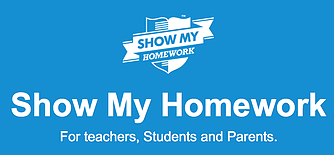 SHOW MY
HOMEWORK
Show My Homework
For teachers, Students and Parents.